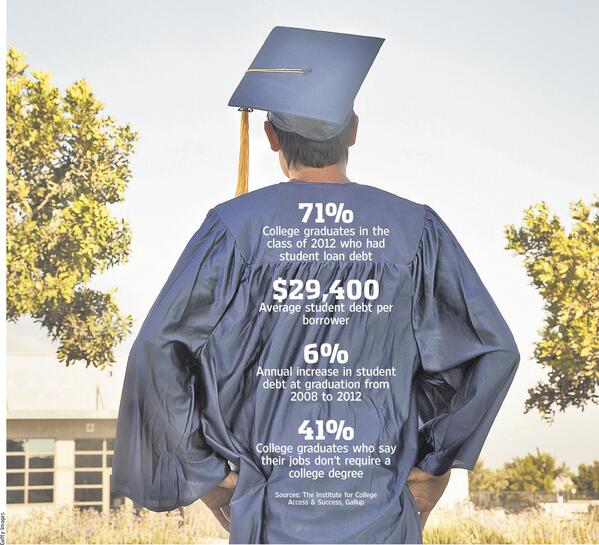 71%
College graduates in the
class of 2012 who had
student loan debt
$29,400
Average student debt per
borrower
6%
Annual increase in student
debt at graduation from
2008 to 2012
41%
College graduates who say
their jobs don't require a
college degree
Sources: The Institute for College
Access & Success, Gallup
Getty Images